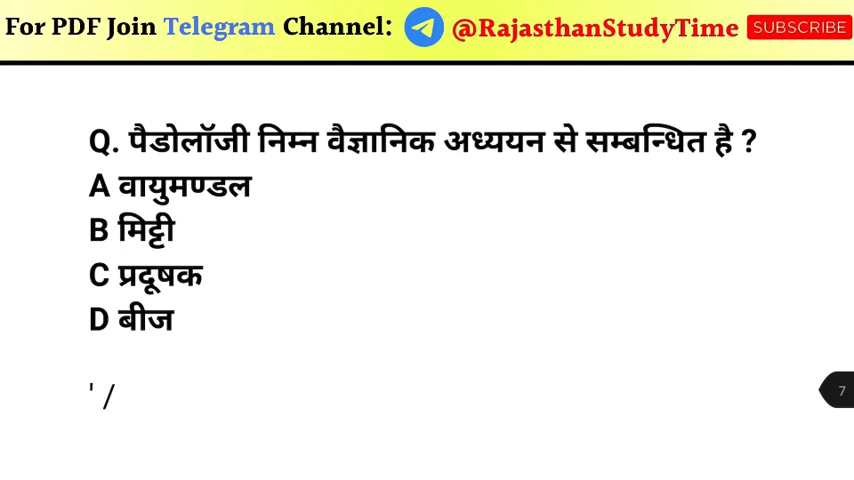 For PDF Join Telegram Channel: @RajasthanStudyTime SUBSCRIBE
Q. पैडोलॉजी निम्न वैज्ञानिक अध्ययन से सम्बन्धित है ?
A वायुमण्डल
B मिट्टी
C प्रदूषक
D बीज
' /
7